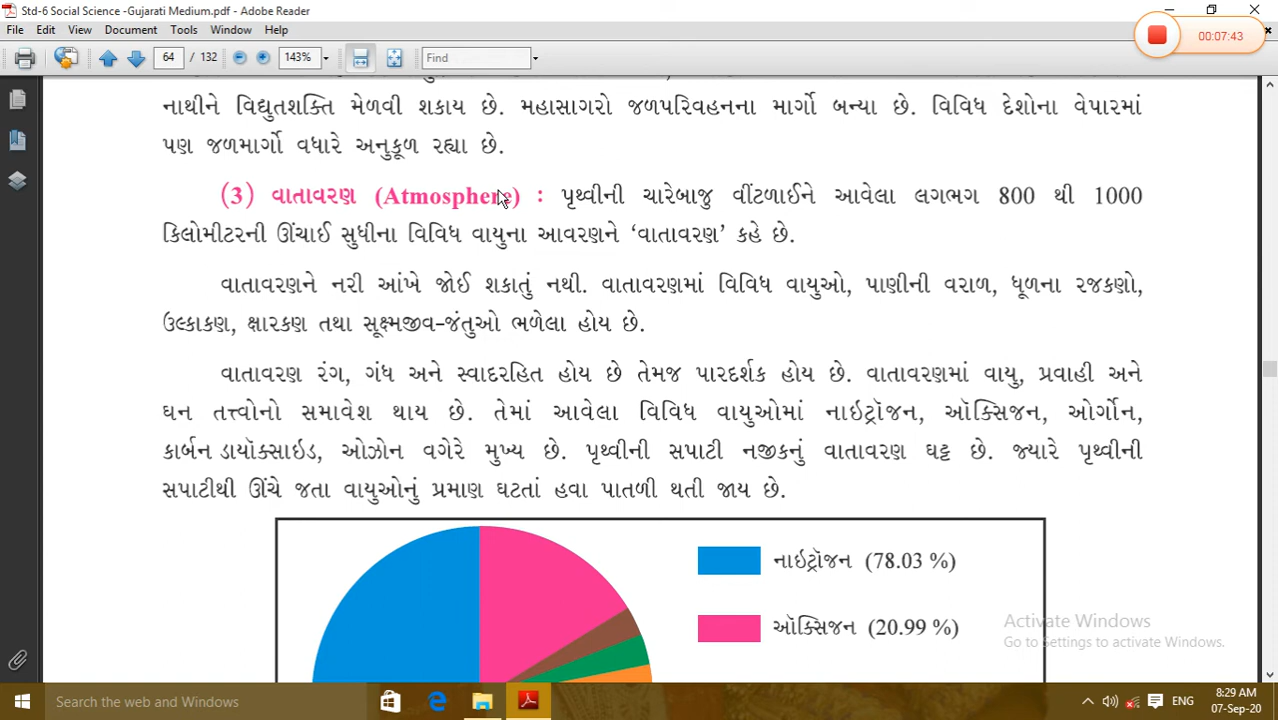 Std-6 Social Science -Gujarati Medium.pdf - Adobe Reader
File Edit View Document Tools Window Help
00:07:43
64 / 132 143% Find
નાથીને વિદ્યુતશક્તિ મેળવી શકાય છે. મહાસાગરો જળપરિવહનના માર્ગો બન્યા છે. વિવિધ દેશોના વેપારમાં
પણ જળમાર્ગો વધારે અનુકૂળ રહ્યા છે.
(3) વાતાવરણ (Atmosphere) : પૃથ્વીની ચારેબાજુ વીંટળાઈને આવેલા લગભગ 800 થી 1000
કિલોમીટરની ઊંચાઈ સુધીના વિવિધ વાયુના આવરણને ‘વાતાવરણ’ કહે છે.
વાતાવરણને નરી આંખે જોઈ શકાતું નથી. વાતાવરણમાં વિવિધ વાયુઓ, પાણીની વરાળ, ધૂળના રજકણો,
ઉલ્કાકણ, ક્ષારકણ તથા સૂક્ષ્મજીવ-જંતુઓ ભળેલા હોય છે.
વાતાવરણ રંગ, ગંધ અને સ્વાદરહિત હોય છે તેમજ પારદર્શક હોય છે. વાતાવરણમાં વાયુ, પ્રવાહી અને
ઘન તત્ત્વોનો સમાવેશ થાય છે. તેમાં આવેલા વિવિધ વાયુઓમાં નાઇટ્રૉજન, ઑક્સિજન, ઓર્ગોન,
કાર્બન ડાયૉક્સાઇડ, ઓઝોન વગેરે મુખ્ય છે. પૃથ્વીની સપાટી નજીકનું વાતાવરણ ઘટ્ટ છે. જ્યારે પૃથ્વીની
સપાટીથી ઊંચે જતા વાયુઓનું પ્રમાણ ઘટતાં હવા પાતળી થતી જાય છે.
નાઇટ્રૉજન (78.03 %)
ઑક્સિજન (20.99 %)
Activate Windows
Go to Settings to activate Windows.
Search the web and Windows
ENG
8:29 AM
07-Sep-20